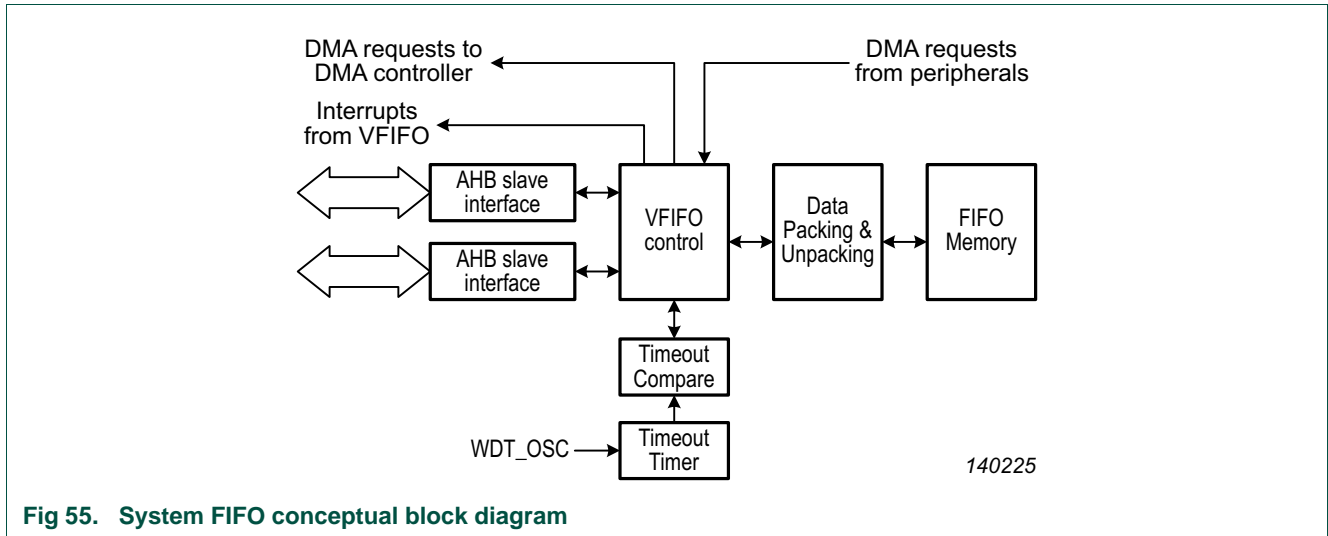 DMA requests to
DMA controller
DMA requests
from peripherals
Interrupts
from VFIFO
AHB slave
interface
VFIFO
control
Data
Packing &
Unpacking
FIFO
Memory
AHB slave
interface
Timeout
Compare
WDT_OSC
Timeout
Timer
140225
Fig 55. System FIFO conceptual block diagram